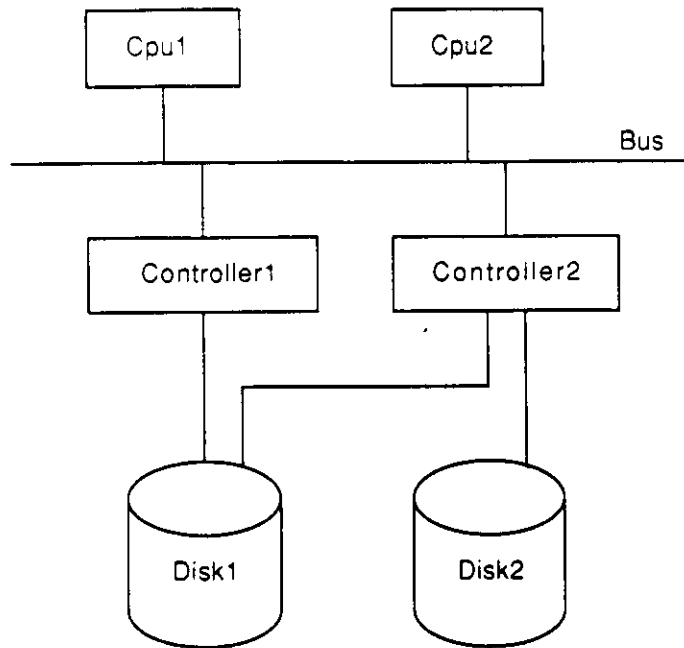 Cpu1
Cpu2
Bus
Controller1
Controller2
Disk1
Disk2